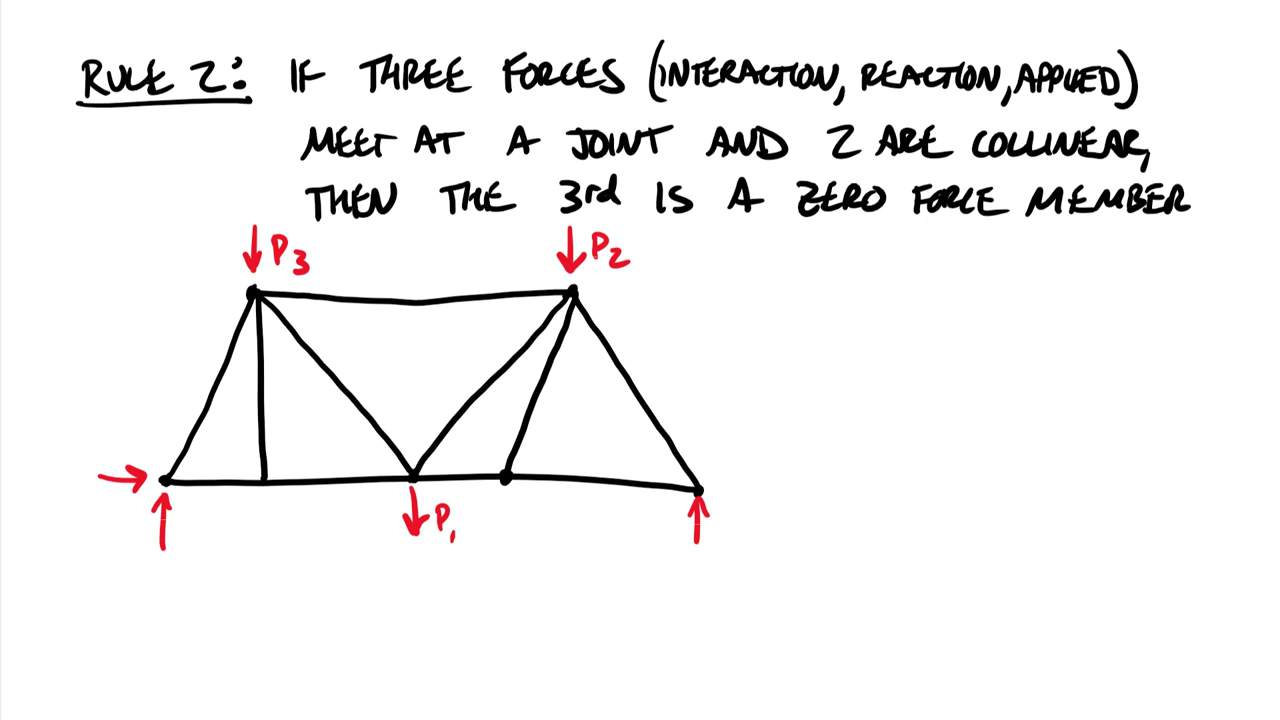 RULE 2: IF THREE FORCES (INTERACTION, REACTION, APPLIED)
MEET AT A JOINT AND 2 ARE COLLINEAR,
THEN THE 3rd IS A ZERO FORCE MEMBER
P3
P2
P1